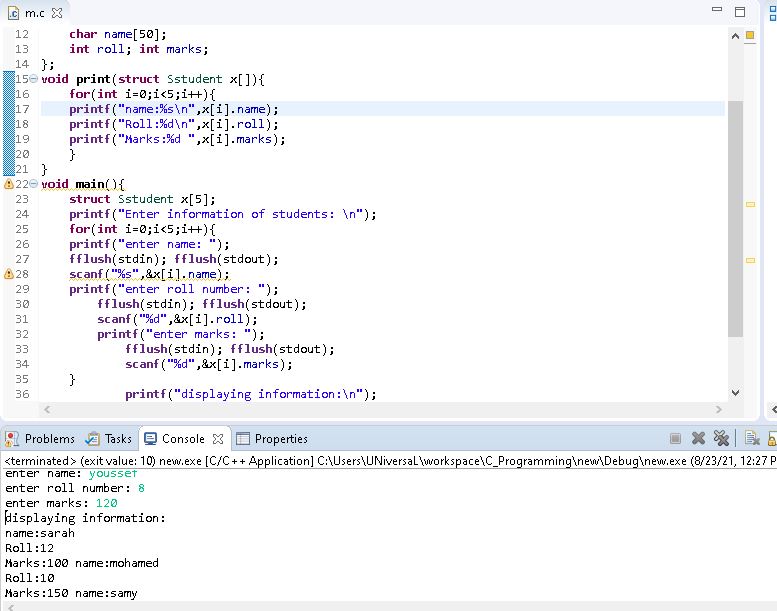 m.c
12 char name[50];
13 int roll; int marks;
14 };
15 void print(struct Sstudent x[]){
16 for(int i=0;i<5;i++){
17 printf("name:%s\n",x[i].name);
18 printf("Roll:%d\n",x[i].roll);
19 printf("Marks:%d ",x[i].marks);
20 }
21 }
22 void main(){
23 struct Sstudent x[5];
24 printf("Enter information of students: \n");
25 for(int i=0;i<5;i++){
26 printf("enter name: ");
27 fflush(stdin); fflush(stdout);
28 scanf("%s",&x[i].name);
29 printf("enter roll number: ");
30 fflush(stdin); fflush(stdout);
31 scanf("%d",&x[i].roll);
32 printf("enter marks: ");
33 fflush(stdin); fflush(stdout);
34 scanf("%d",&x[i].marks);
35 }
36 printf("displaying information:\n");
Problems Tasks Console Properties
<terminated> (exit value: 10) new.exe [C/C++ Application] C:\Users\UNiversaL\workspace\C_Programming\new\Debug\new.exe (8/23/21, 12:27 P
enter name: youssef
enter roll number: 8
enter marks: 120
displaying information:
name:sarah
Roll:12
Marks:100 name:mohamed
Roll:10
Marks:150 name:samy